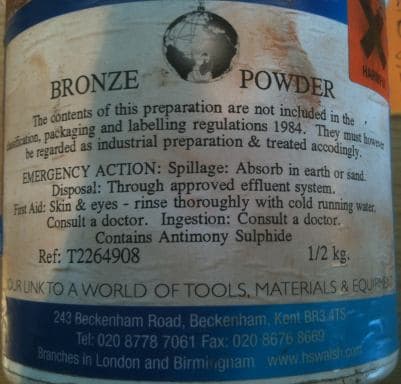 BRONZE POWDER
HARMFUL
The contents of this preparation are not included in the
classification, packaging and labelling regulations 1984. They must however
be regarded as industrial preparation & treated accodingly.
EMERGENCY ACTION: Spillage: Absorb in earth or sand.
Disposal: Through approved effluent system.
First Aid: Skin & eyes - rinse thoroughly with cold running water.
Consult a doctor. Ingestion: Consult a doctor.
Contains Antimony Sulphide
Ref: T2264908 1/2 kg.
YOUR LINK TO A WORLD OF TOOLS, MATERIALS & EQUIPMENT
243 Beckenham Road, Beckenham, Kent BR3 4TS
Tel: 020 8778 7061 Fax: 020 8676 8669
Branches in London and Birmingham www.hswalsh.com